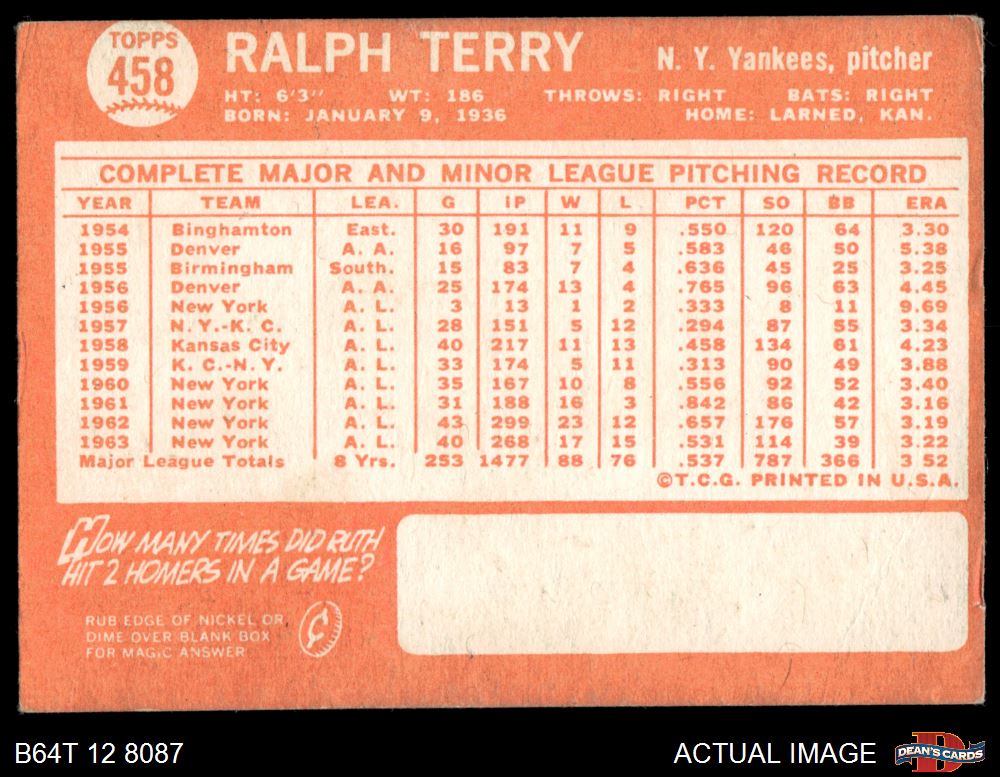 TOPPS
458
RALPH TERRY
N. Y. Yankees, pitcher
HT: 6'3" WT: 186 THROWS: RIGHT BATS: RIGHT
BORN: JANUARY 9, 1936 HOME: LARNED, KAN.
COMPLETE MAJOR AND MINOR LEAGUE PITCHING RECORD
YEAR TEAM LEA. G IP W L PCT SO BB ERA
1954 Binghamton East. 30 191 11 9 .550 120 64 3.30
1955 Denver A. A. 16 97 7 5 .583 46 50 5.38
1955 Birmingham South. 15 83 7 4 .636 45 25 3.25
1956 Denver A. A. 25 174 13 4 .765 96 63 4.45
1956 New York A. L. 3 13 1 2 .333 8 11 9.69
1957 N. Y.-K. C. A. L. 28 151 5 12 .294 87 55 3.34
1958 Kansas City A. L. 40 217 11 13 .458 134 61 4.23
1959 K. C.-N. Y. A. L. 33 174 5 11 .313 90 49 3.88
1960 New York A. L. 35 167 10 8 .556 92 52 3.40
1961 New York A. L. 31 188 16 3 .842 86 42 3.16
1962 New York A. L. 43 299 23 12 .657 176 57 3.19
1963 New York A. L. 40 268 17 15 .531 114 39 3.22
Major League Totals 8 Yrs. 253 1477 88 76 .537 787 366 3 52
©T.C.G. PRINTED IN U.S.A.
HOW MANY TIMES DID RUTH
HIT 2 HOMERS IN A GAME?
RUB EDGE OF NICKEL OR
DIME OVER BLANK BOX
FOR MAGIC ANSWER
¢
B64T 12 8087
ACTUAL IMAGE
D
DEAN'S CARDS